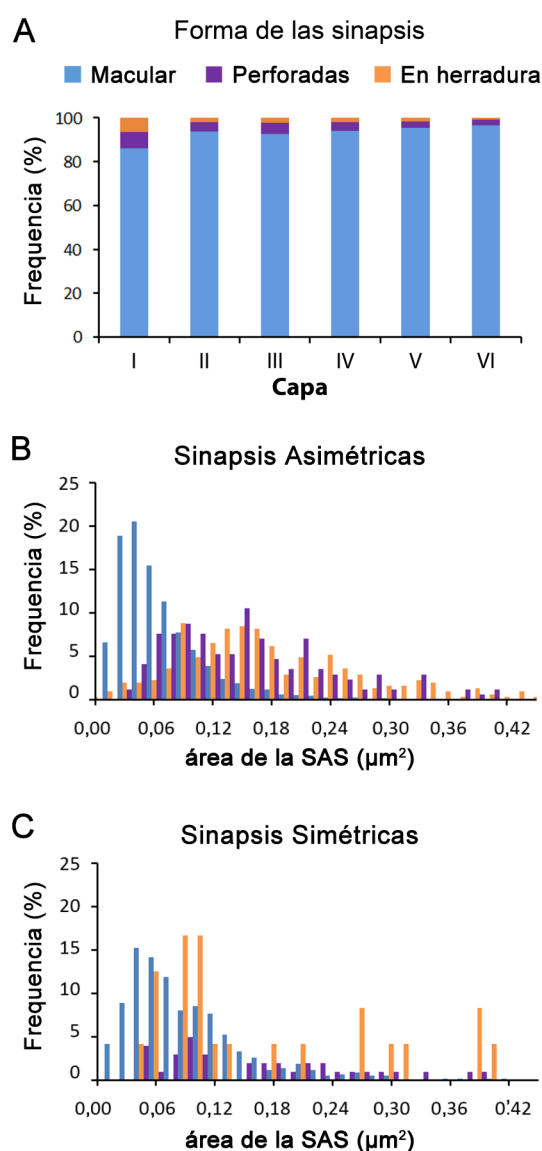 A
Forma de las sinapsis
Macular Perforadas En herradura
Frequencia (%)
100
80
60
40
20
0
I II III IV V VI
Capa
B
Sinapsis Asimétricas
Frequencia (%)
25
20
15
10
5
0
0,00 0,06 0,12 0,18 0,24 0,30 0,36 0,42
área de la SAS (µm²)
C
Sinapsis Simétricas
Frequencia (%)
25
20
15
10
5
0
0,00 0,06 0,12 0,18 0,24 0,30 0,36 0,42
área de la SAS (µm²)